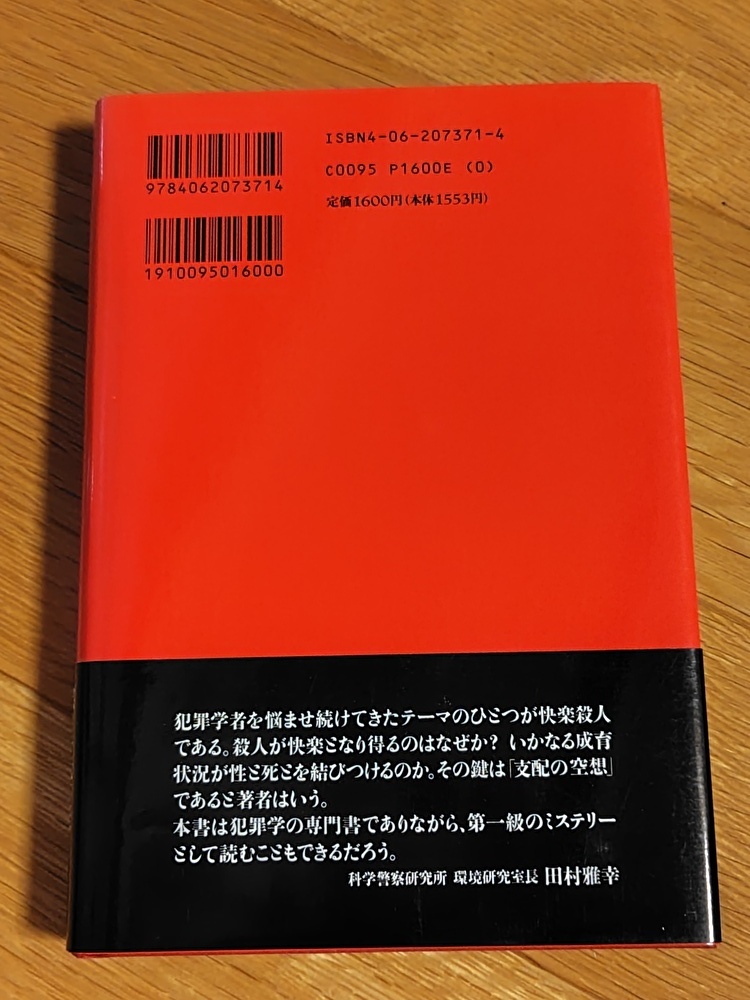 9784062073714
1910095016000
ISBN4-06-207371-4
C0095 P1600E (0)
定価1600円(本体1553円)
犯罪学者を悩ませ続けてきたテーマのひとつが快楽殺人
である。殺人が快楽となり得るのはなぜか? いかなる成育
状況が性と死とを結びつけるのか。その鍵は「支配の空想」
であると著者はいう。
本書は犯罪学の専門書でありながら、第一級のミステリー
として読むこともできるだろう。
科学警察研究所 環境研究室長 田村雅幸